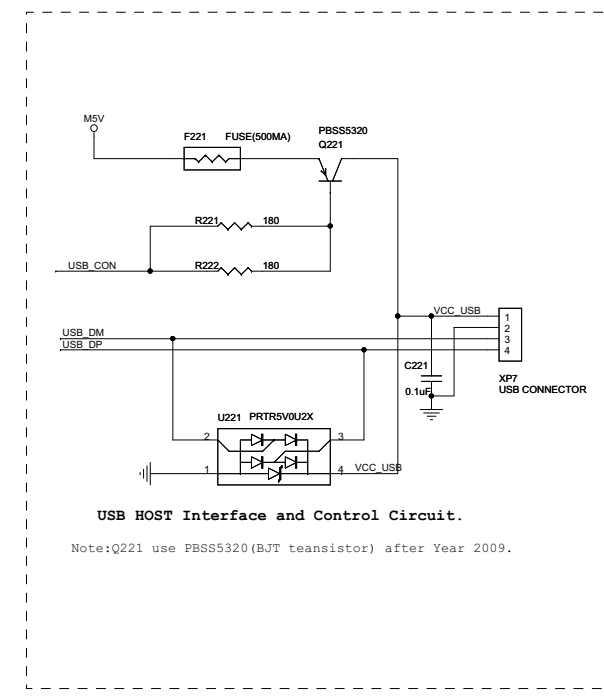 M5V
F221 FUSE(500MA)
PBSS5320
Q221
R221 180
USB_CON
R222 180
VCC_USB
1
2
3
4
USB_DM
USB_DP
C221
0.1uF
XP7
USB CONNECTOR
U221 PRTR5V0U2X
2 3
1 4 VCC_USB
USB HOST Interface and Control Circuit.
Note:Q221 use PBSS5320(BJT teansistor) after Year 2009.